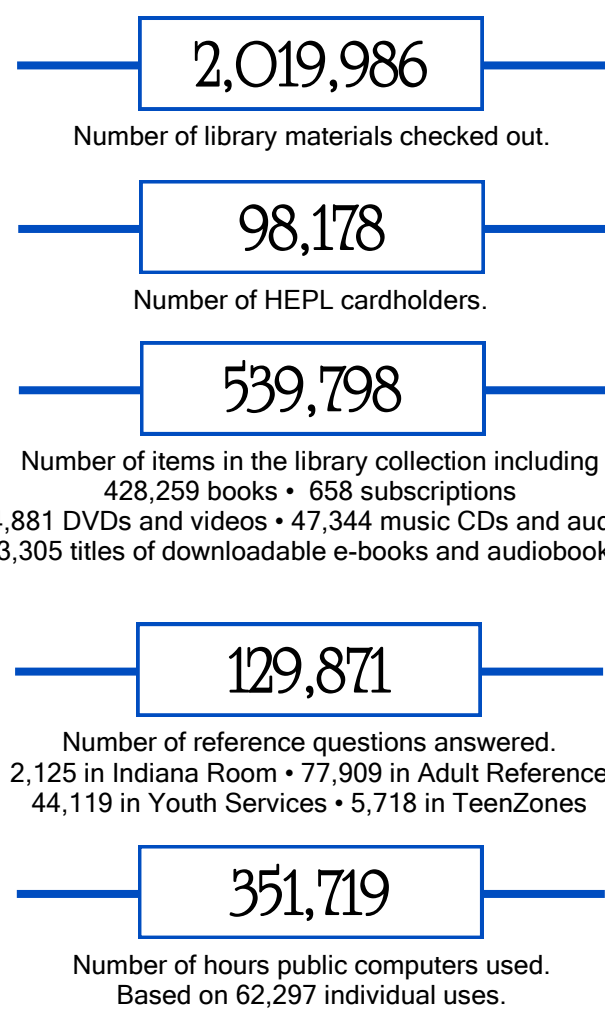 2,019,986
Number of library materials checked out.
98,178
Number of HEPL cardholders.
539,798
Number of items in the library collection including
428,259 books • 658 subscriptions
,881 DVDs and videos • 47,344 music CDs and
3,305 titles of downloadable e-books and
129,871
Number of reference questions answered.
2,125 in Indiana Room • 77,909 in Adult Reference
44,119 in Youth Services • 5,718 in TeenZones
351,719
Number of hours public computers used.
Based on 62,297 individual uses.